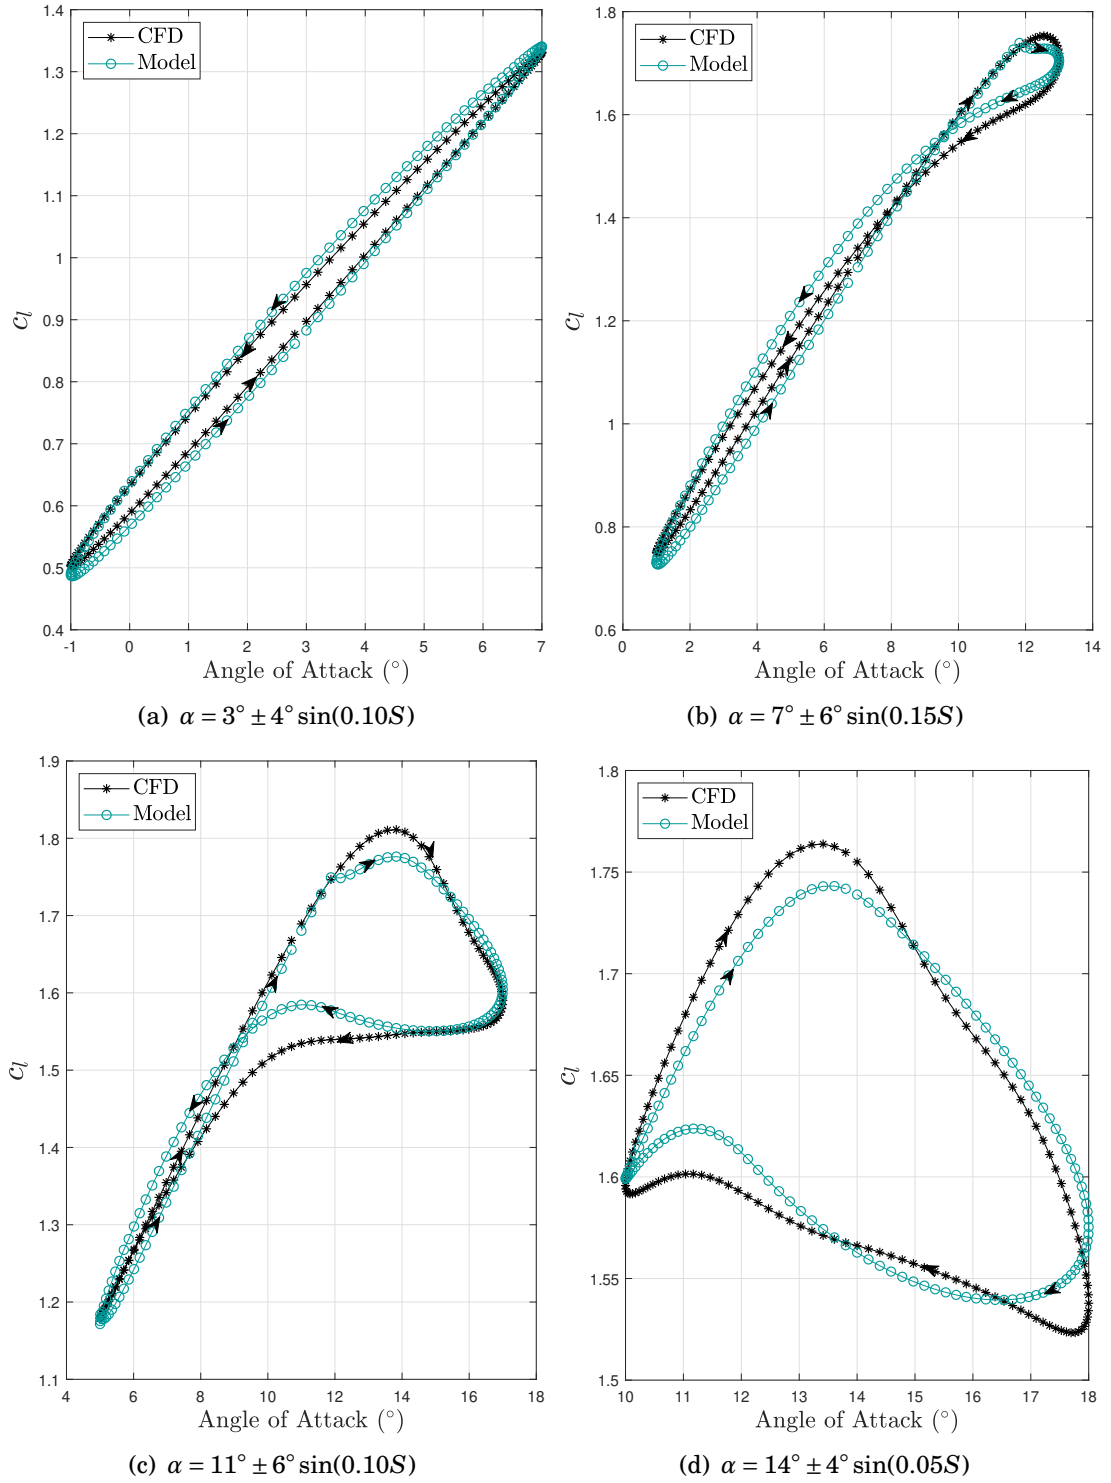 1.4
1.3
1.2
1.1
1
0.9
0.8
0.7
0.6
0.5
0.4
c_l
CFD
Model
-1 0 1 2 3 4 5 6 7
Angle of Attack (°)
(a) α = 3° ± 4° sin(0.10S)
1.8
1.6
1.4
1.2
1
0.8
0.6
c_l
CFD
Model
0 2 4 6 8 10 12 14
Angle of Attack (°)
(b) α = 7° ± 6° sin(0.15S)
1.9
1.8
1.7
1.6
1.5
1.4
1.3
1.2
1.1
c_l
CFD
Model
4 6 8 10 12 14 16 18
Angle of Attack (°)
(c) α = 11° ± 6° sin(0.10S)
1.8
1.75
1.7
1.65
1.6
1.55
1.5
c_l
CFD
Model
10 11 12 13 14 15 16 17 18
Angle of Attack (°)
(d) α = 14° ± 4° sin(0.05S)